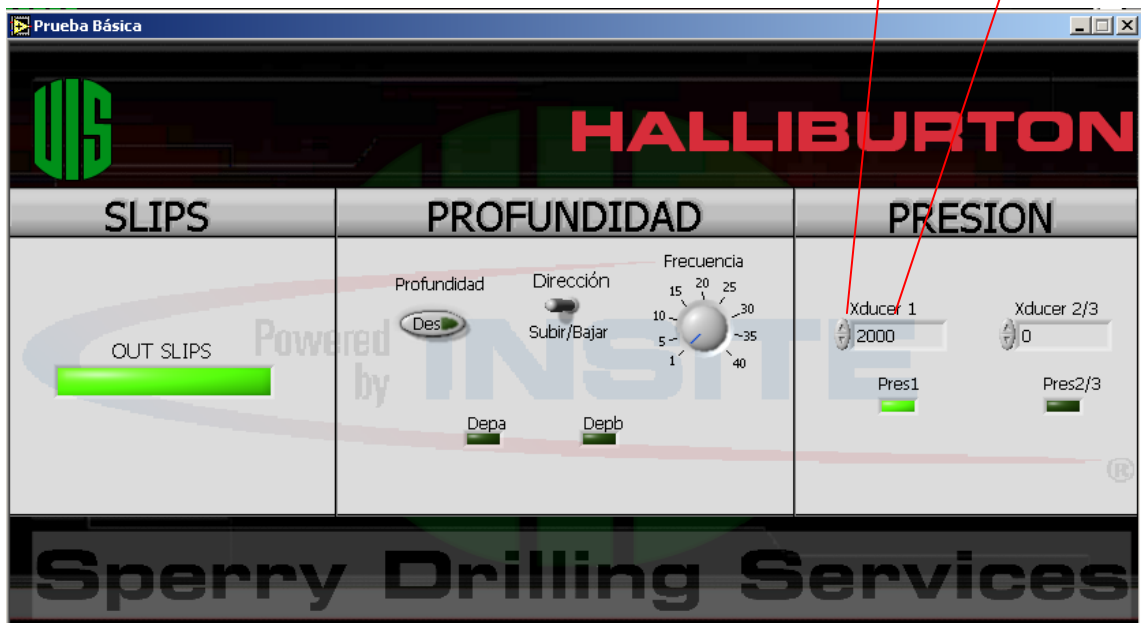 Prueba Básica
UIS
HALLIBURTON
SLIPS
PROFUNDIDAD
PRESION
OUT SLIPS
Profundidad
Des
Dirección
Subir/Bajar
Frecuencia
1 5 10 15 20 25 30 35 40
Depa
Depb
Xducer 1
2000
Xducer 2/3
0
Pres1
Pres2/3
Powered
by INSITE
®
Sperry Drilling Services